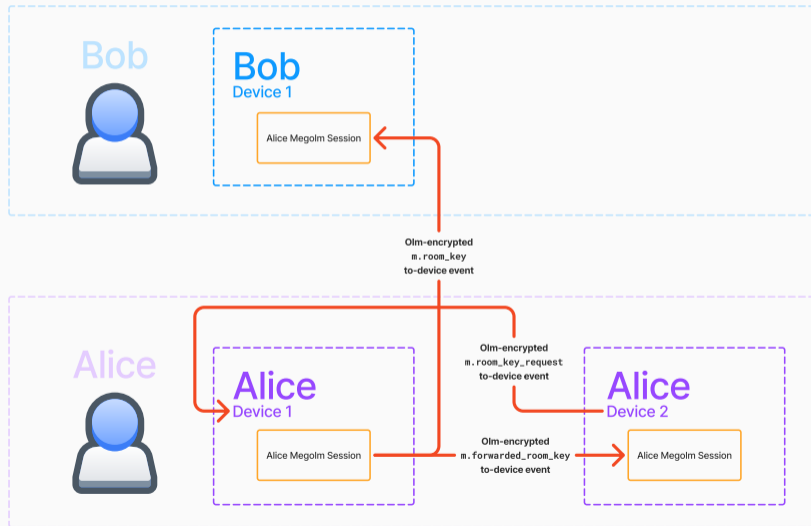 Bob
Bob
Device 1
Alice Megolm Session
Olm-encrypted
m.room_key
to-device event
Alice
Alice
Device 1
Alice Megolm Session
Olm-encrypted
m.room_key_request
to-device event
Olm-encrypted
m.forwarded_room_key
to-device event
Alice
Device 2
Alice Megolm Session